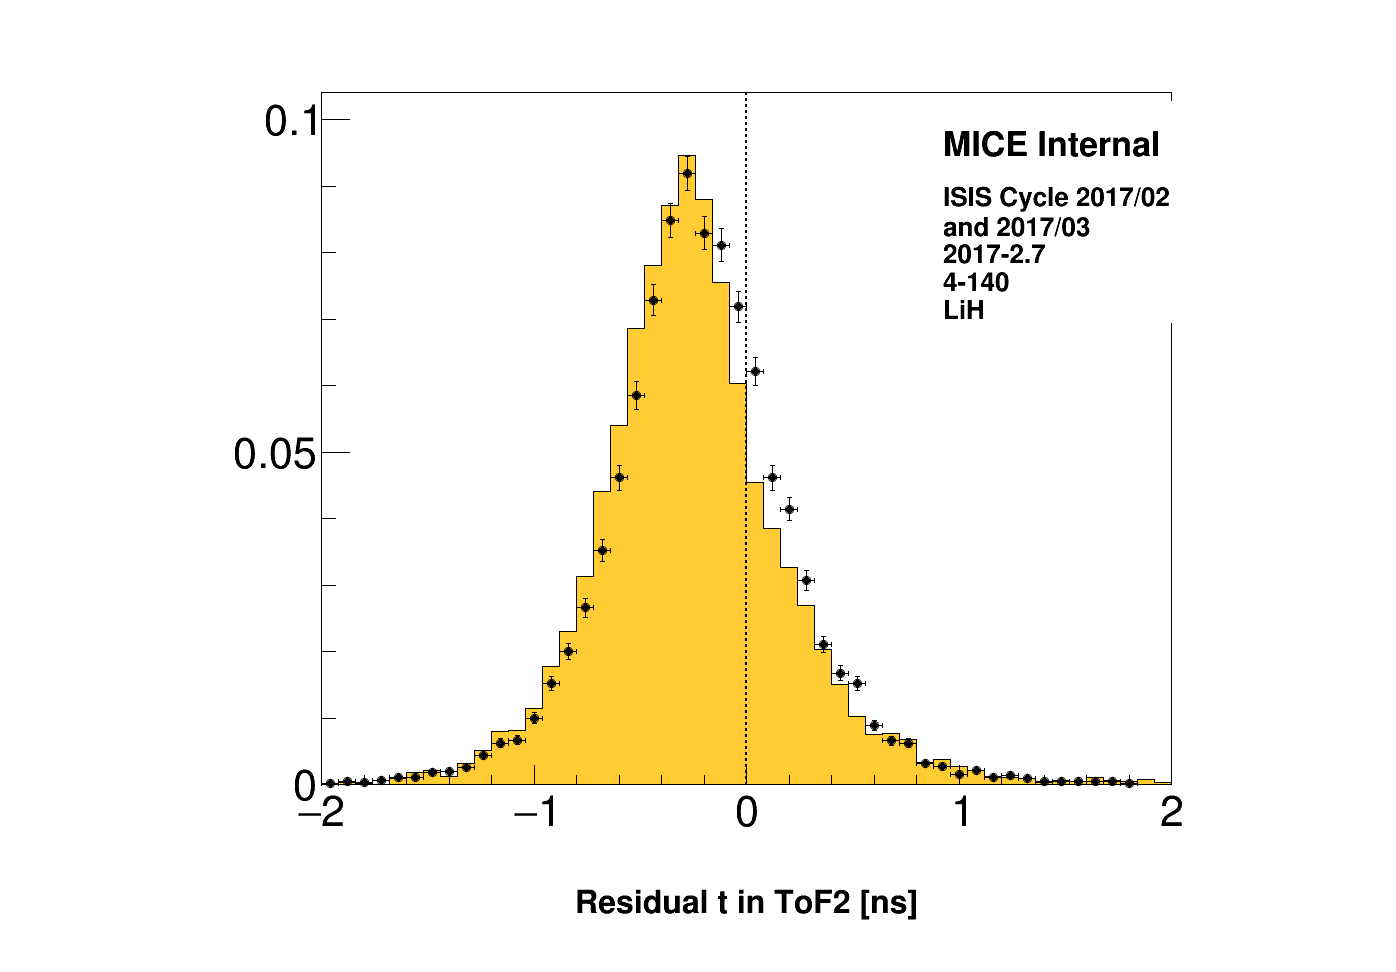 0.1
MICE Internal
ISIS Cycle 2017/02
and 2017/03
2017-2.7
4-140
LiH
0.05
0
−2 −1 0 1 2
Residual t in ToF2 [ns]